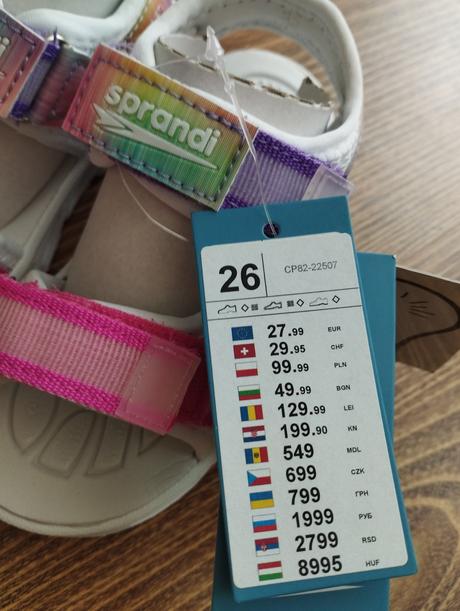 sprandi
26
CP82-22507
27.99 EUR
29.95 CHF
99.99 PLN
49.99 BGN
129.99 LEI
199.90 KN
549 MDL
699 CZK
799 ГРН
1999 РУБ
2799 RSD
8995 HUF